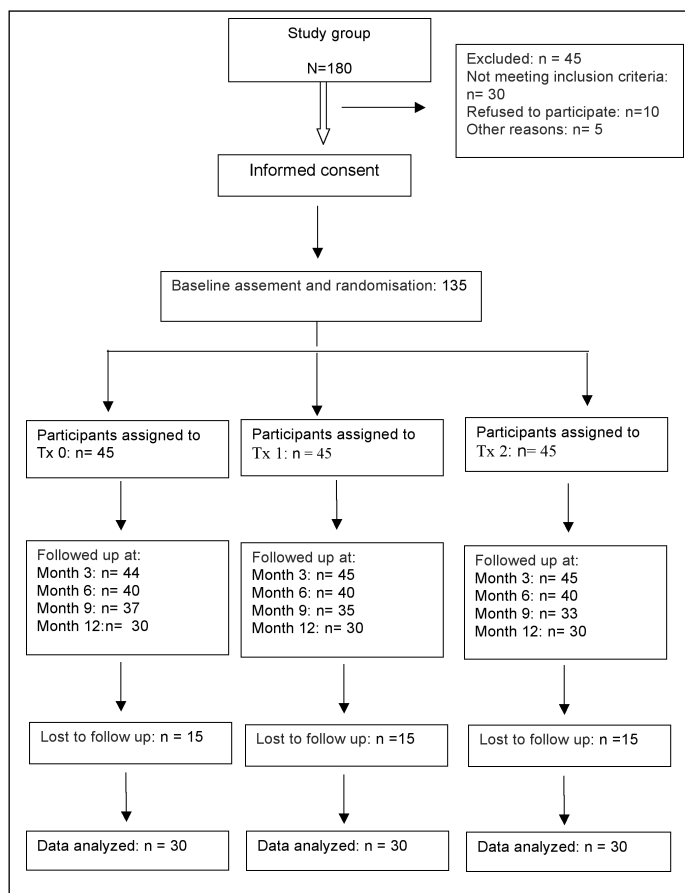 Study group
N=180
Excluded: n = 45
Not meeting inclusion criteria:
n= 30
Refused to participate: n=10
Other reasons: n= 5
Informed consent
Baseline assement and randomisation: 135
Participants assigned to
Tx 0: n= 45
Participants assigned to
Tx 1: n = 45
Participants assigned to
Tx 2: n= 45
Followed up at:
Month 3: n= 44
Month 6: n= 40
Month 9: n= 37
Month 12:n= 30
Followed up at:
Month 3: n= 45
Month 6: n= 40
Month 9: n= 35
Month 12: n= 30
Followed up at:
Month 3: n= 45
Month 6: n= 40
Month 9: n= 33
Month 12: n= 30
Lost to follow up: n = 15
Lost to follow up: n =15
Lost to follow up: n =15
Data analyzed: n = 30
Data analyzed: n = 30
Data analyzed: n = 30